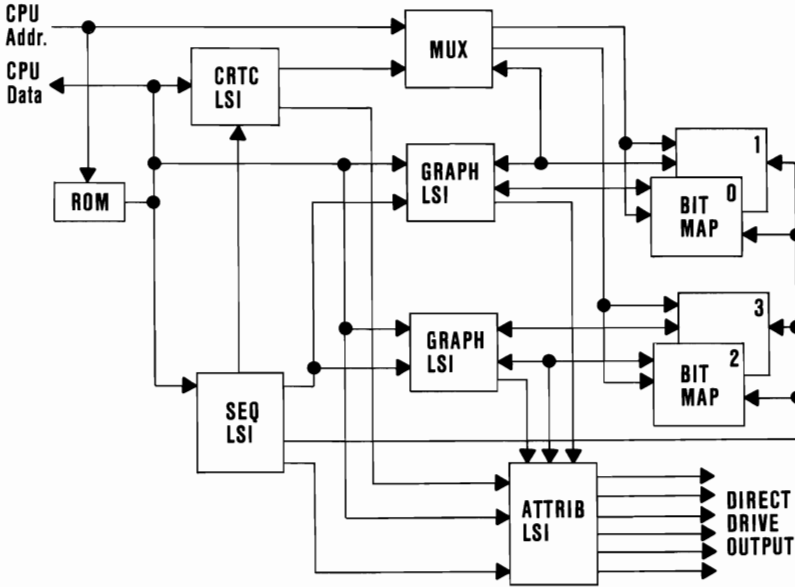 CPU
Addr.
CPU
Data
MUX
CRTC
LSI
ROM
GRAPH
LSI
1
0
BIT
MAP
GRAPH
LSI
3
2
BIT
MAP
SEQ
LSI
ATTRIB
LSI
DIRECT
DRIVE
OUTPUT